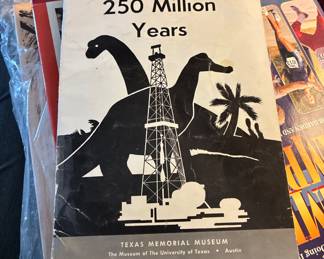 250 Million
Years
TEXAS MEMORIAL MUSEUM
The Museum of The University of Texas • Austin